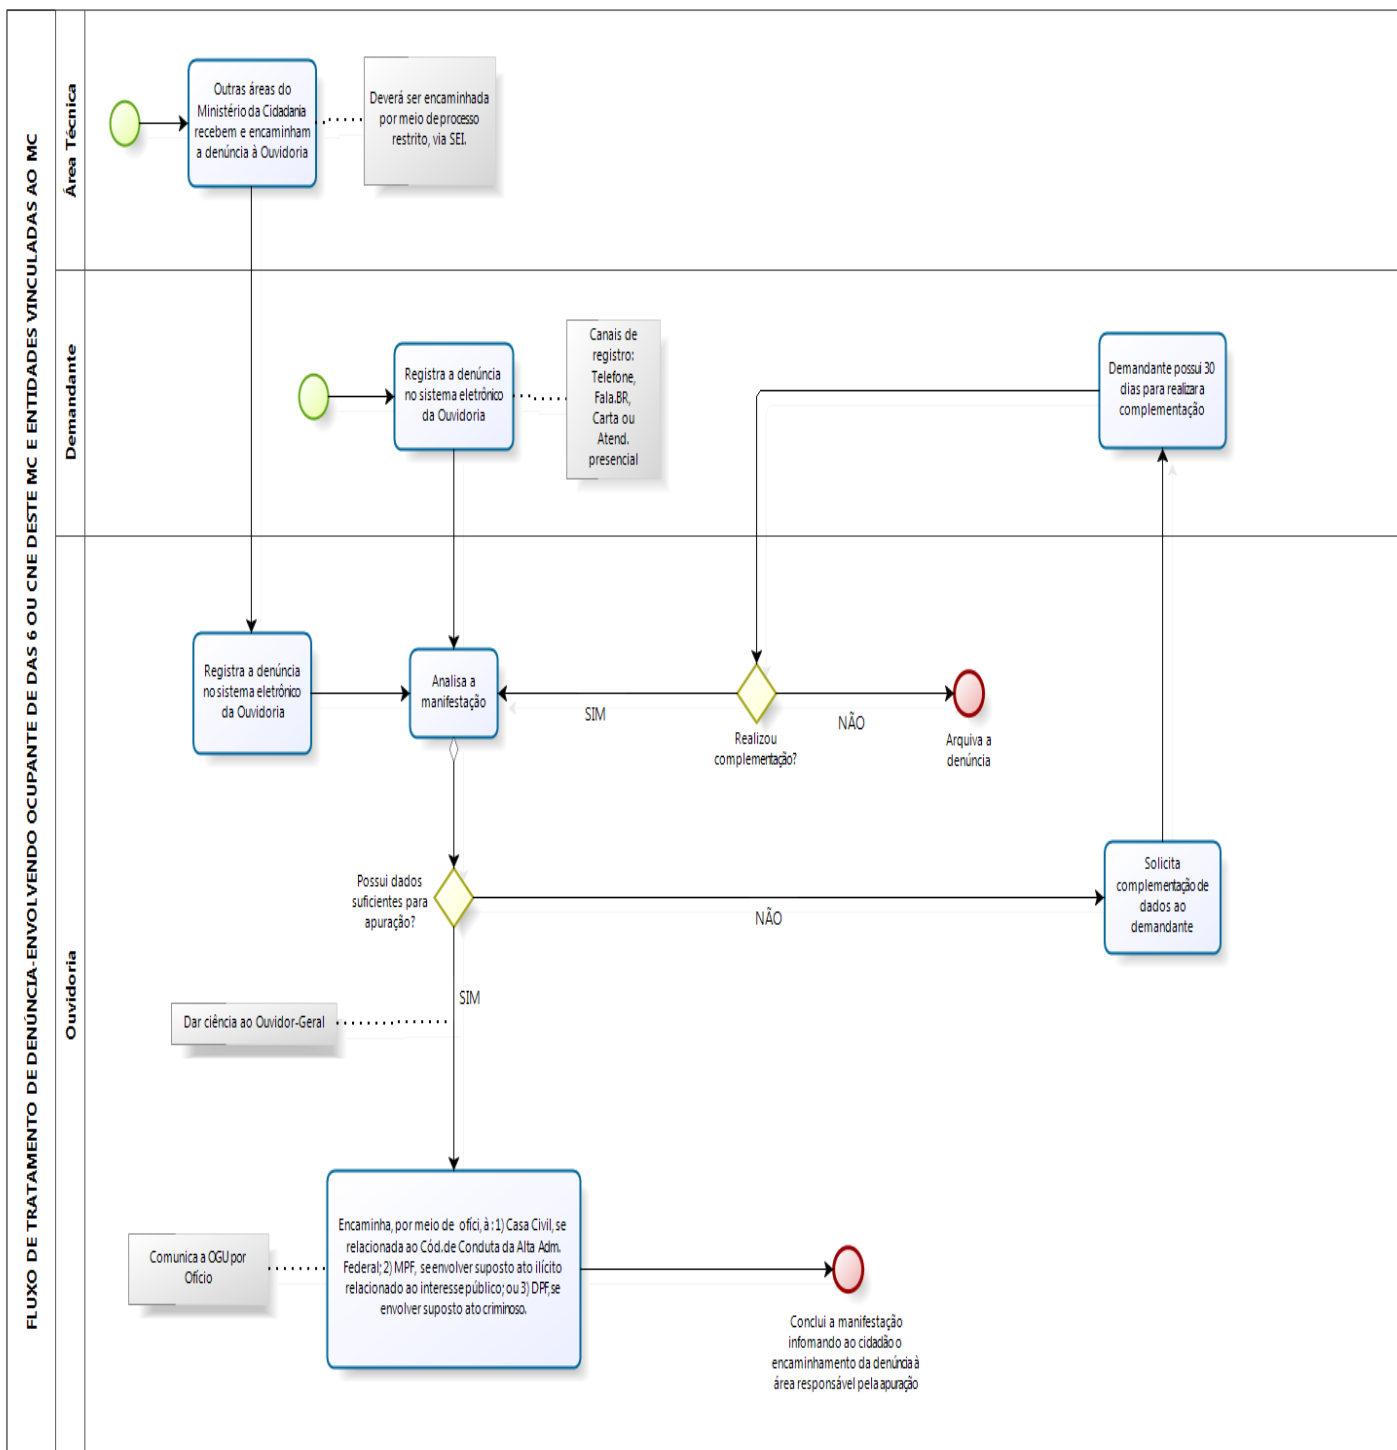 FLUXO DE TRATAMENTO DE DENÚNCIA-ENVOLVENDO OCUPANTE DE DAS 6 OU CNE DESTE MC E ENTIDADES VINCULADAS AO MC
Área Técnica
Outras áreas do
Ministério da Cidadania
recebem e encaminham
a denúncia à Ouvidoria
Deverá ser encaminhada
por meio de processo
restrito, via SEI.
Demandante
Registra a denúncia
no sistema eletrônico
da Ouvidoria
Canais de
registro:
Telefone,
Fala.BR,
Carta ou
Atend.
presencial
Demandante possui 30
dias para realizar a
complementação
Ouvidoria
Registra a denúncia
no sistema eletrônico
da Ouvidoria
Analisa a
manifestação
SIM
Realizou
complementação?
NÃO
Arquiva a
denúncia
Possui dados
suficientes para
apuração?
NÃO
Solicita
complementação de
dados ao
demandante
SIM
Dar ciência ao Ouvidor-Geral
Comunica a OGU por
Ofício
Encaminha, por meio de ofíci, à : 1) Casa Civil, se
relacionada ao Cód. de Conduta da Alta Adm.
Federal; 2) MPF, se envolver suposto ato ilícito
relacionado ao interesse público; ou 3) DPF, se
envolver suposto ato criminoso.
Conclui a manifestação
infomando ao cidadão o
encaminhamento da denúncia à
área responsável pela apuração